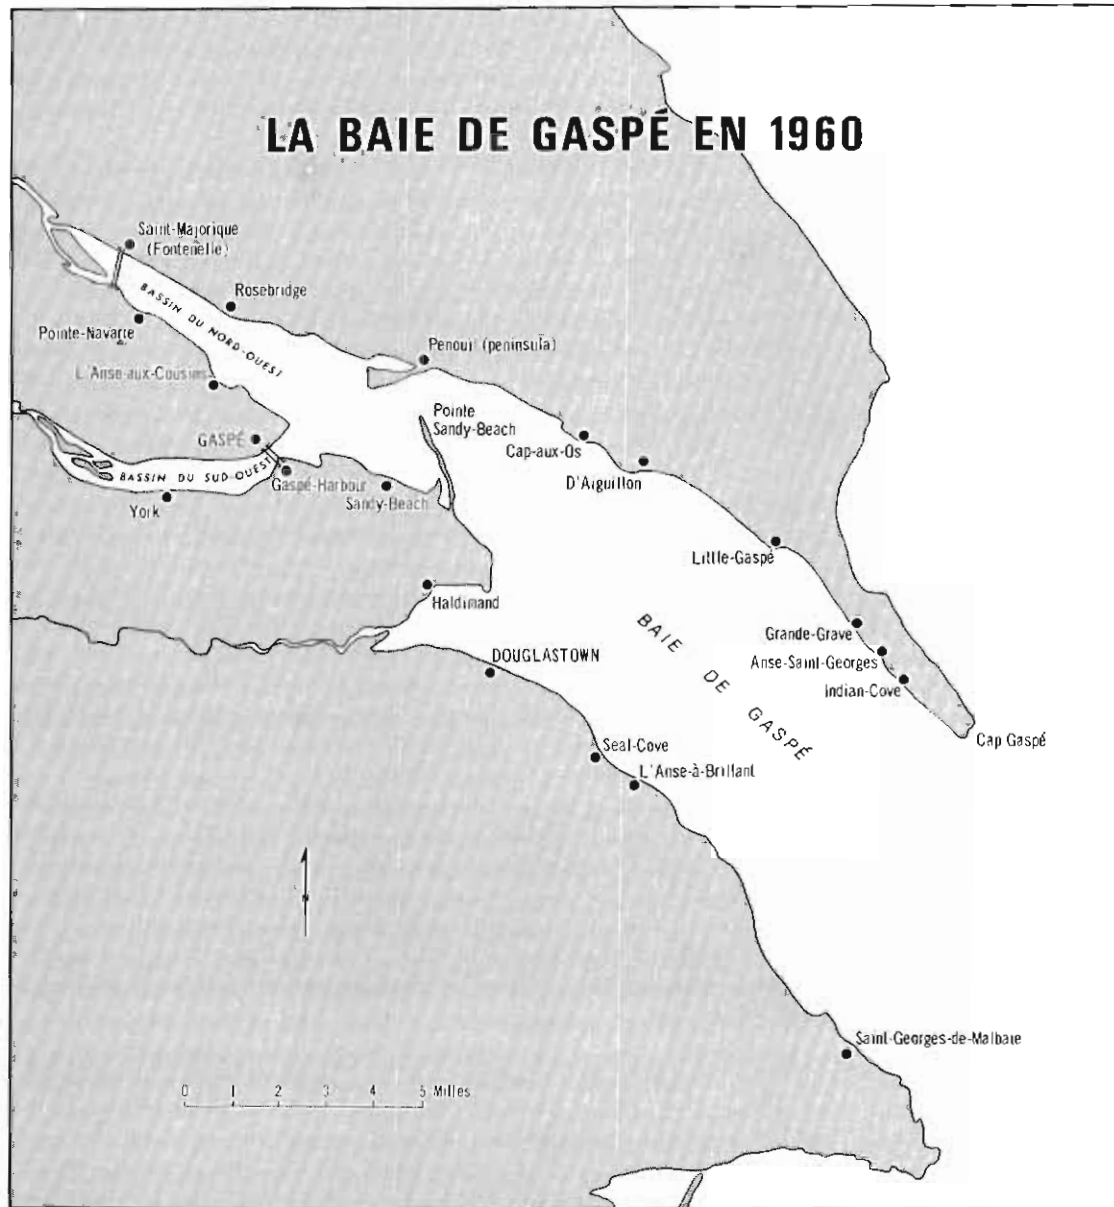 LA BAIE DE GASPÉ EN 1960
Saint-Majorique
(Fontenelle)
Rosebridge
BASSIN DU NORD-OUEST
Pointe-Navarre
Penouil (peninsula)
L'Anse-aux-Cousins
Pointe
Sandy-Beach
GASPÉ
Cap-aux-Os
BASSIN DU SUD-OUEST
Gaspé-Harbour
D'Aiguillon
Sandy-Beach
York
Little-Gaspé
Haldimand
BAIE DE GASPÉ
Grande-Grave
DOUGLASTOWN
Anse-Saint-Georges
Indian-Cove
Cap Gaspé
Seal-Cove
L'Anse-à-Brillant
N
Saint-Georges-de-Malbaie
0 1 2 3 4 5 Milles